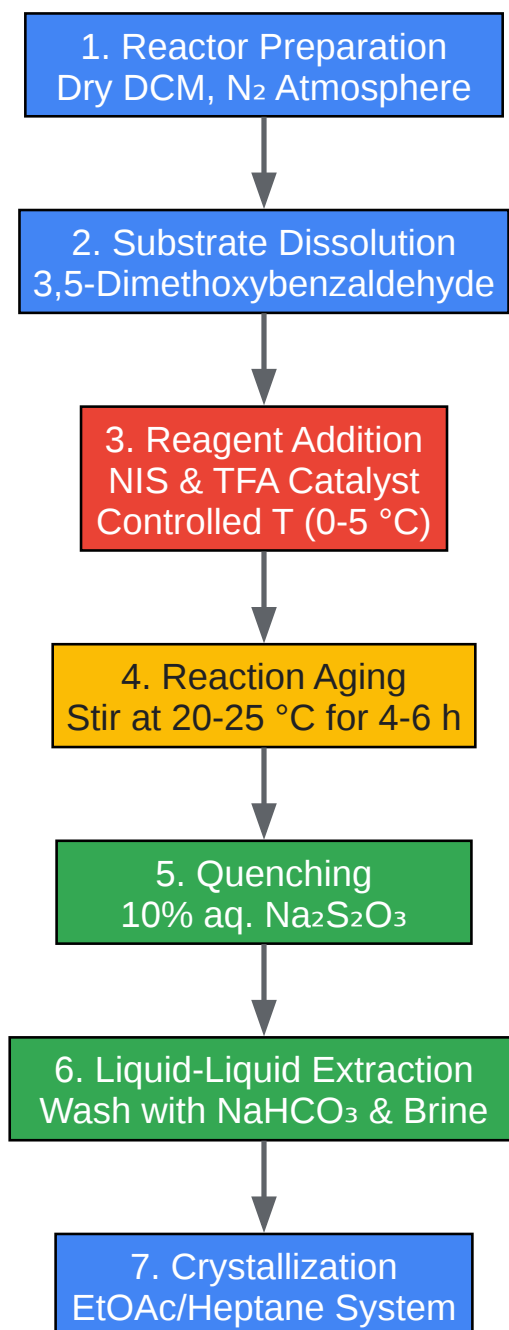 1. Reactor Preparation
Dry DCM, N₂ Atmosphere
2. Substrate Dissolution
3,5-Dimethoxybenzaldehyde
3. Reagent Addition
NIS & TFA Catalyst
Controlled T (0-5 °C)
4. Reaction Aging
Stir at 20-25 °C for 4-6 h
5. Quenching
10% aq. Na₂S₂O₃
6. Liquid-Liquid Extraction
Wash with NaHCO₃ & Brine
7. Crystallization
EtOAc/Heptane System